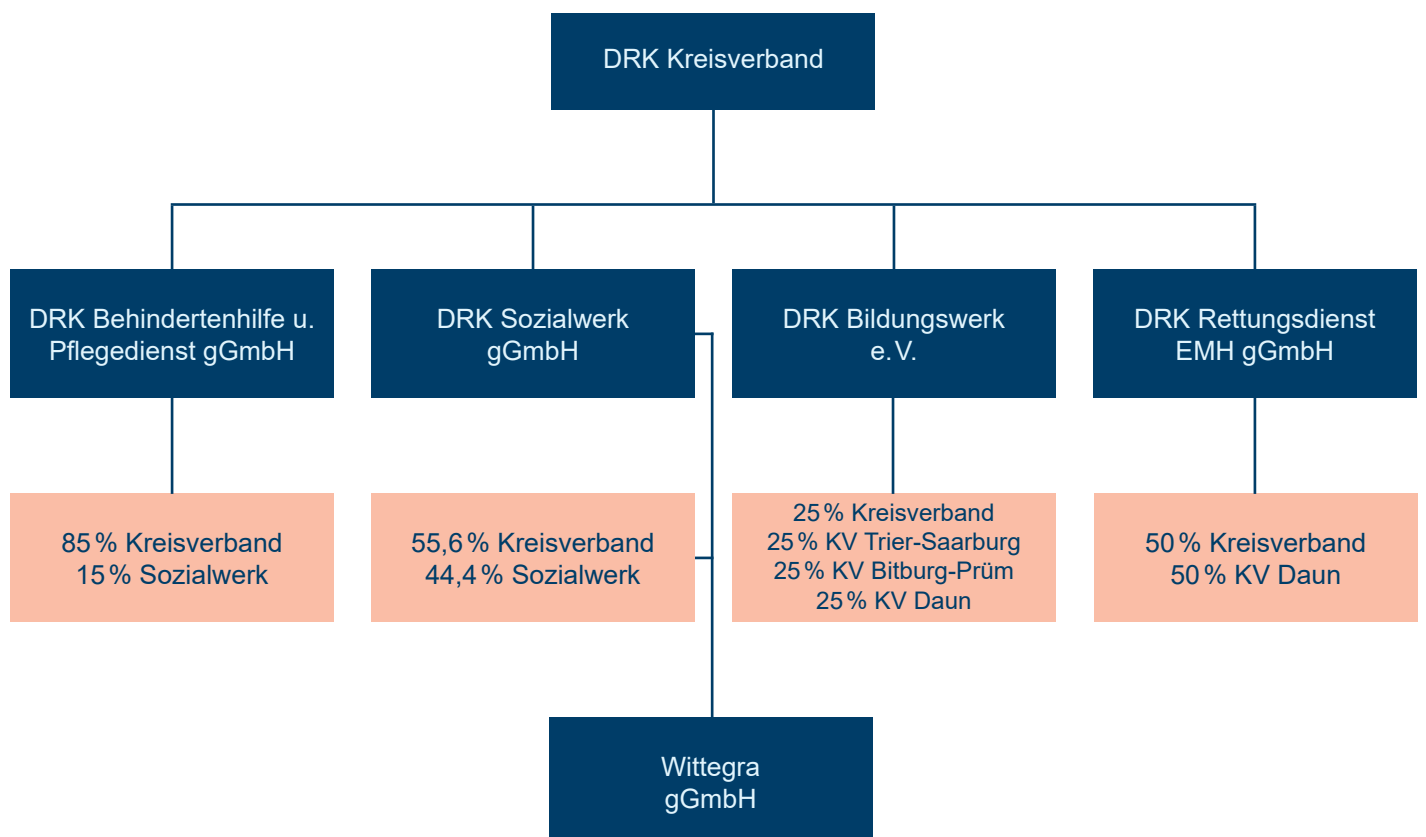 DRK Kreisverband
DRK Behindertenhilfe u.
Pflegedienst gGmbH
DRK Sozialwerk
gGmbH
DRK Bildungswerk
e. V.
DRK Rettungsdienst
EMH gGmbH
85 % Kreisverband
15 % Sozialwerk
55,6 % Kreisverband
44,4 % Sozialwerk
25 % Kreisverband
25 % KV Trier-Saarburg
25 % KV Bitburg-Prüm
25 % KV Daun
50 % Kreisverband
50 % KV Daun
Wittegra
gGmbH